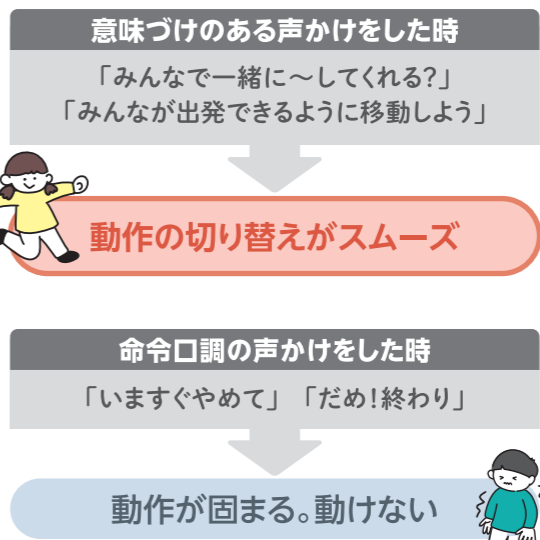 意味づけのある声かけをした時
「みんなで一緒に～してくれる?」
「みんなが出発できるように移動しよう」
動作の切り替えがスムーズ
命令口調の声かけをした時
「いますぐやめて」「だめ!終わり」
動作が固まる。動けない